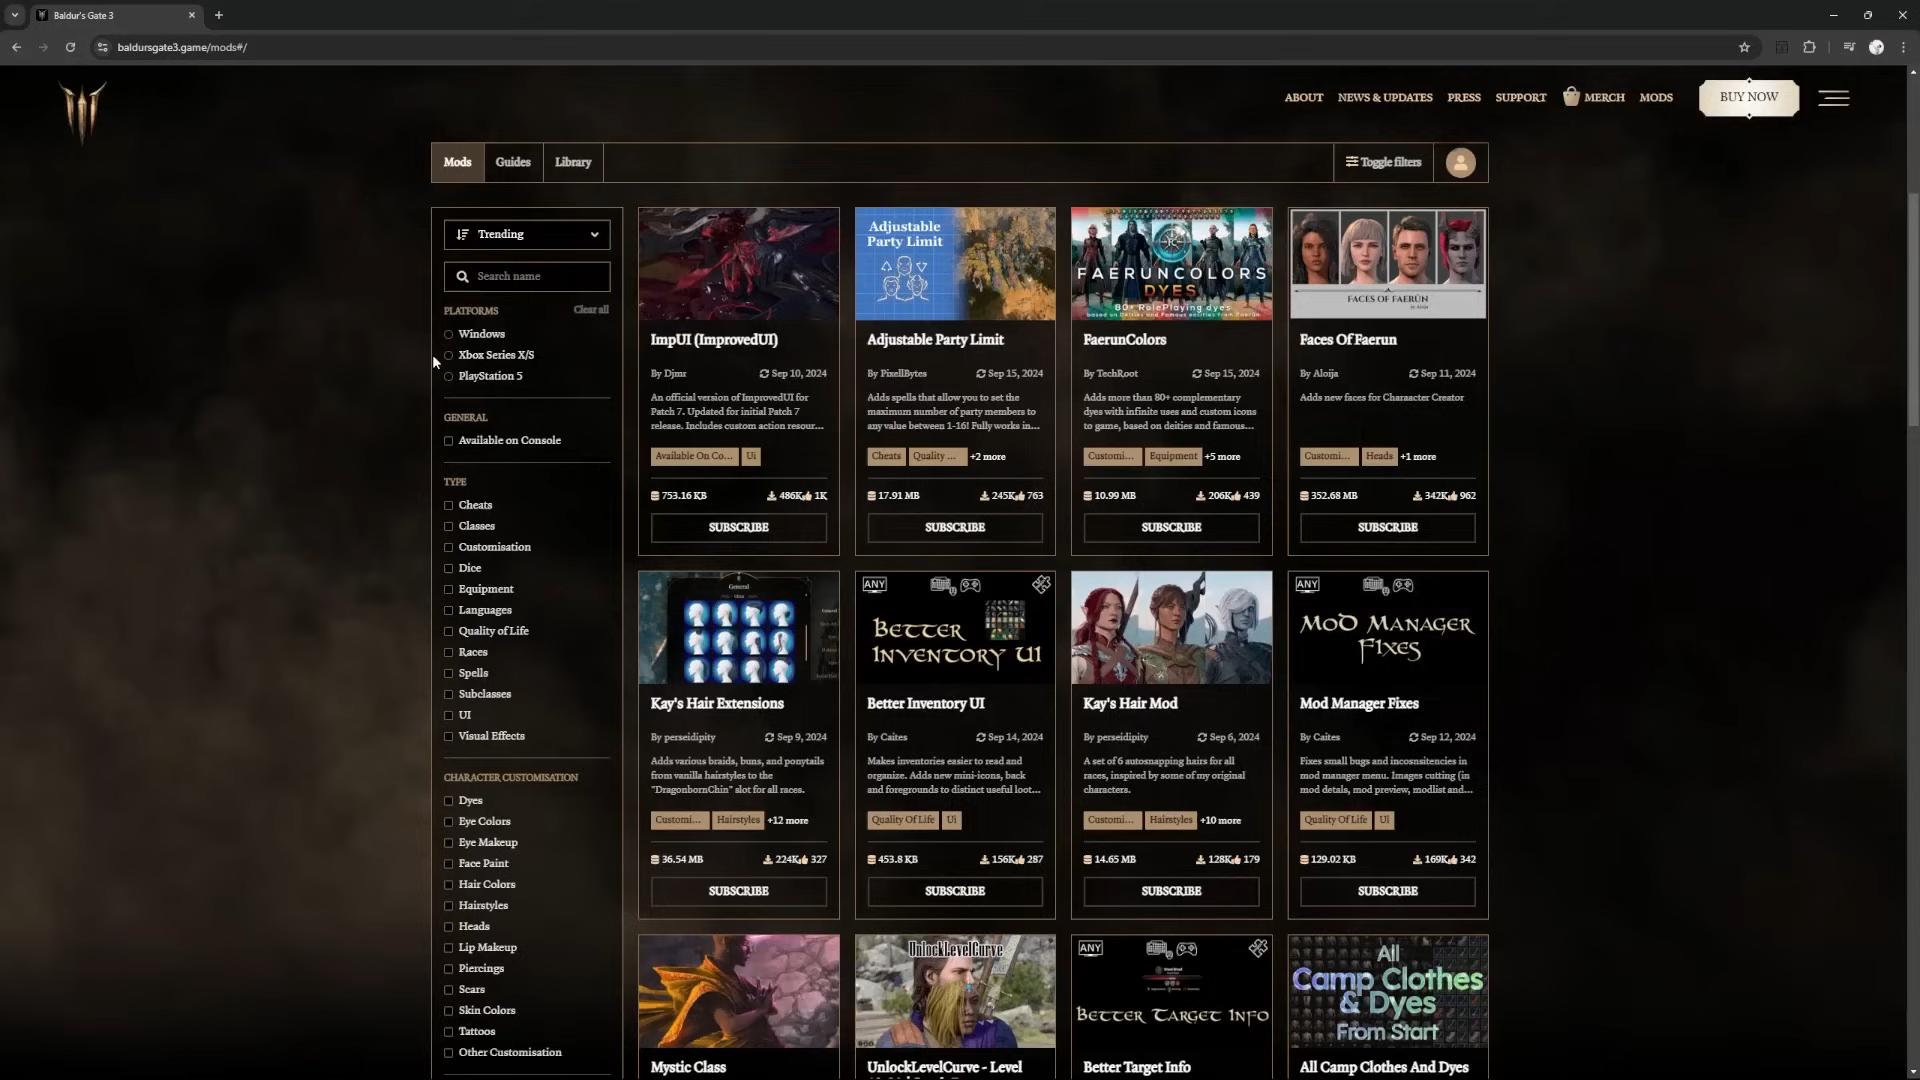 Baldur's Gate 3
baldursgate3.game/mods#/
ABOUT
NEWS & UPDATES
PRESS
SUPPORT
MERCH
MODS
BUY NOW
Mods
Guides
Library
Toggle filters
Trending
Search name
PLATFORMS
Clear all
Windows
Xbox Series X/S
PlayStation 5
GENERAL
Available on Console
TYPE
Cheats
Classes
Customisation
Dice
Equipment
Languages
Quality of Life
Races
Spells
Subclasses
UI
Visual Effects
CHARACTER CUSTOMISATION
Dyes
Eye Colors
Eye Makeup
Face Paint
Hair Colors
Hairstyles
Heads
Lip Makeup
Piercings
Scars
Skin Colors
Tattoos
Other Customisation
ImpUI (ImprovedUI)
By Djmr
Sep 10, 2024
An official version of ImprovedUI for
Patch 7. Updated for initial Patch 7
release. Includes custom action resour...
Available On Co...
Ui
753.16 KB
486K
1K
SUBSCRIBE
Adjustable
Party Limit
Adjustable Party Limit
By PixellBytes
Sep 15, 2024
Adds spells that allow you to set the
maximum number of party members to
any value between 1-16! Fully works in...
Cheats
Quality ...
+2 more
17.91 MB
245K
763
SUBSCRIBE
FAERUNCOLORS
DYES
80+ RolePlaying dyes
based on Deities and Famous entities from Faerûn
FaerunColors
By TechRoot
Sep 15, 2024
Adds more than 80+ complementary
dyes with infinite uses and custom icons
to game, based on deities and famous...
Customi...
Equipment
+5 more
10.99 MB
206K
439
SUBSCRIBE
FACES OF FAERÛN
Faces Of Faerun
By Aloija
Sep 11, 2024
Adds new faces for Charaacter Creator
Customi...
Heads
+1 more
352.68 MB
342K
962
SUBSCRIBE
General
Kay's Hair Extensions
By perseidipity
Sep 9, 2024
Adds various braids, buns, and ponytails
from vanilla hairstyles to the
"DragonbornChin" slot for all races.
Customi...
Hairstyles
+12 more
36.54 MB
224K
327
SUBSCRIBE
ANY
BETTER
INVENTORY UI
Better Inventory UI
By Caites
Sep 14, 2024
Makes inventories easier to read and
organize. Adds new mini-icons, back
and foregrounds to distinct useful loot...
Quality Of Life
Ui
453.8 KB
156K
287
SUBSCRIBE
Kay's Hair Mod
By perseidipity
Sep 6, 2024
A set of 6 autosnapping hairs for all
races, inspired by some of my original
characters.
Customi...
Hairstyles
+10 more
14.65 MB
128K
179
SUBSCRIBE
ANY
MOD MANAGER
FIXES
Mod Manager Fixes
By Caites
Sep 12, 2024
Fixes small bugs and incosnsitencies in
mod manager menu. Images cutting (in
mod detals, mod preview, modlist and...
Quality Of Life
Ui
129.02 KB
169K
342
SUBSCRIBE
Mystic Class
UnlockLevelCurve
UnlockLevelCurve - Level
ANY
BETTER TARGET INFO
Better Target Info
All
Camp Clothes
& Dyes
From Start
All Camp Clothes And Dyes